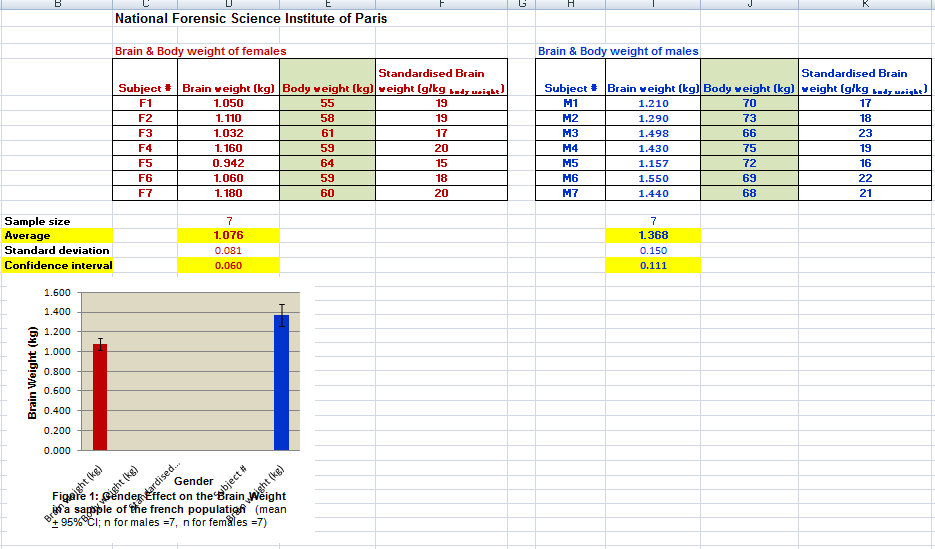 B C D E F G H I J K
National Forensic Science Institute of Paris
Brain & Body weight of females Brain & Body weight of males
Standardised Brain Standardised Brain
Subject # Brain weight (kg) Body weight (kg) weight (g/kg body weight) Subject # Brain weight (kg) Body weight (kg) weight (g/kg body weight)
F1 1.050 55 19 M1 1.210 70 17
F2 1.110 58 19 M2 1.290 73 18
F3 1.032 61 17 M3 1.498 66 23
F4 1.160 59 20 M4 1.430 75 19
F5 0.942 64 15 M5 1.157 72 16
F6 1.060 59 18 M6 1.550 69 22
F7 1.180 60 20 M7 1.440 68 21
Sample size 7 7
Average 1.076 1.368
Standard deviation 0.081 0.150
Confidence interval 0.060 0.111
1.600
1.400
1.200
1.000
0.800
0.600
0.400
0.200
0.000
Brain Weight (kg)
Brain weight (kg)
Body weight (kg)
Standardised...
Subject #
Brain weight (kg)
Gender
Figure 1: Gender Effect on the Brain Weight
in a sample of the french population (mean
± 95% CI; n for males =7, n for females =7)